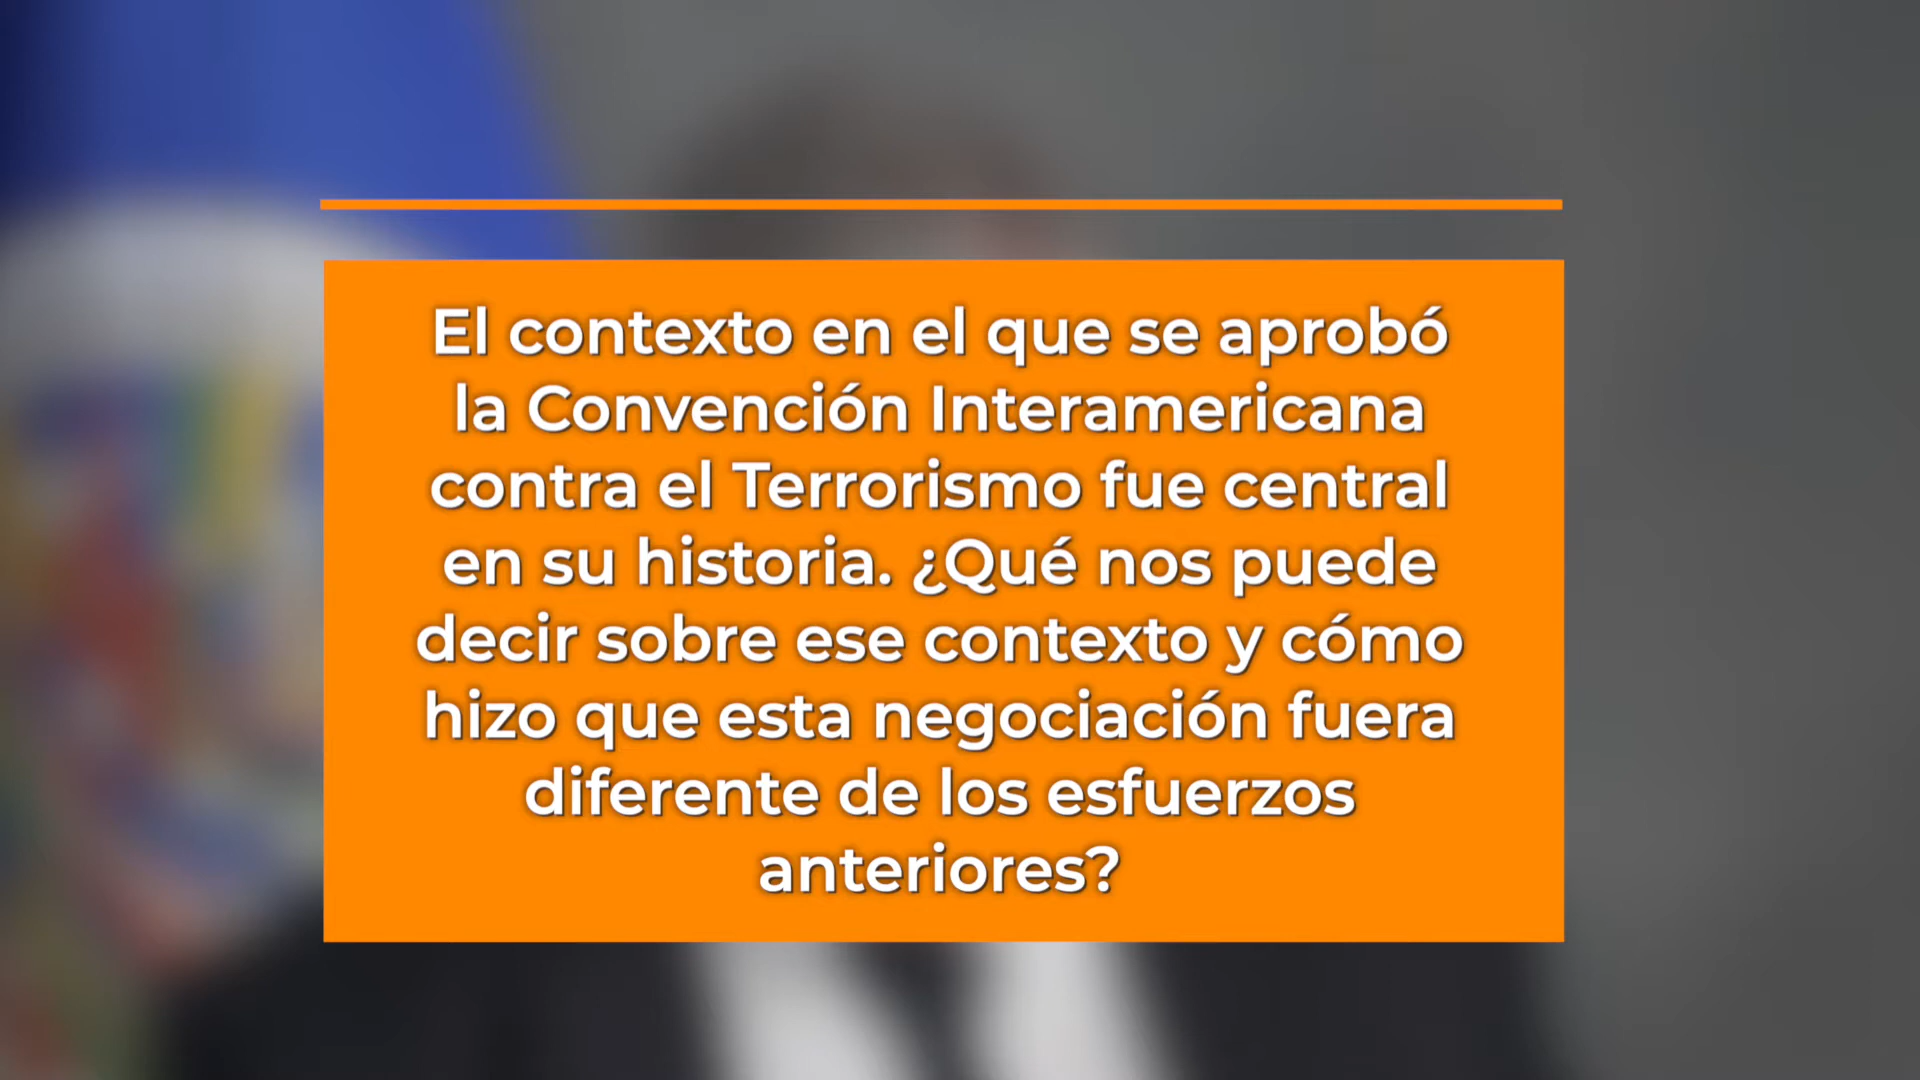 El contexto en el que se aprobó
la Convención Interamericana
contra el Terrorismo fue central
en su historia. ¿Qué nos puede
decir sobre ese contexto y cómo
hizo que esta negociación fuera
diferente de los esfuerzos
anteriores?